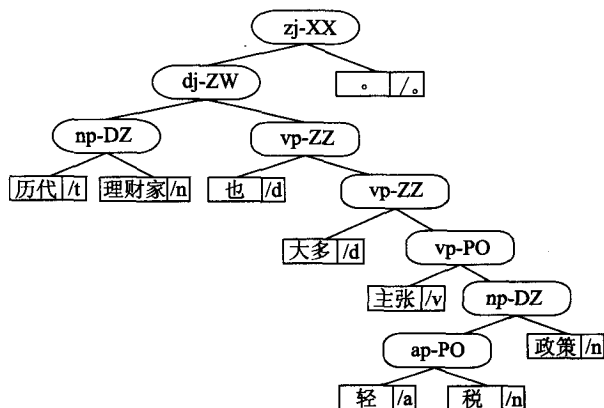 zj-XX
dj-ZW 。 /。
np-DZ vp-ZZ
历代 /t 理财家 /n 也 /d vp-ZZ
大多 /d vp-PO
主张 /v np-DZ
ap-PO 政策 /n
轻 /a 税 /n